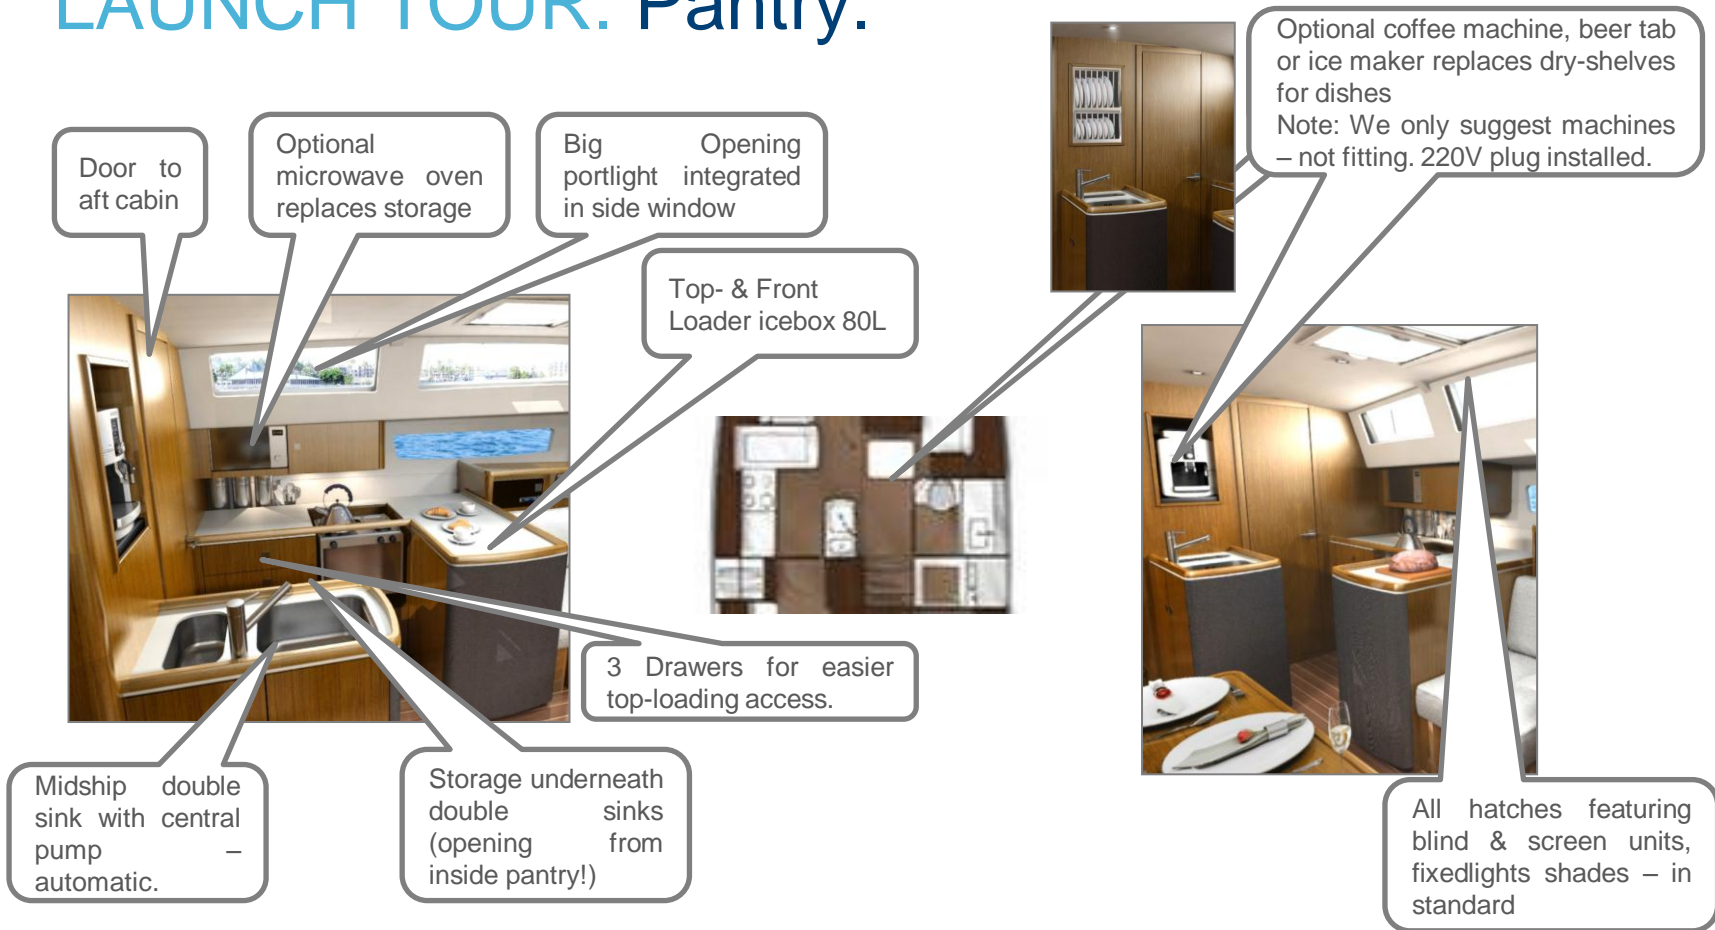 LAUNCH TOUR. Pantry.
Optional coffee machine, beer tab
or ice maker replaces dry-shelves
for dishes
Note: We only suggest machines
– not fitting. 220V plug installed.
Door to
aft cabin
Optional
microwave oven
replaces storage
Big Opening
portlight integrated
in side window
Top- & Front
Loader icebox 80L
3 Drawers for easier
top-loading access.
Midship double
sink with central
pump –
automatic.
Storage underneath
double sinks
(opening from
inside pantry!)
All hatches featuring
blind & screen units,
fixedlights shades – in
standard